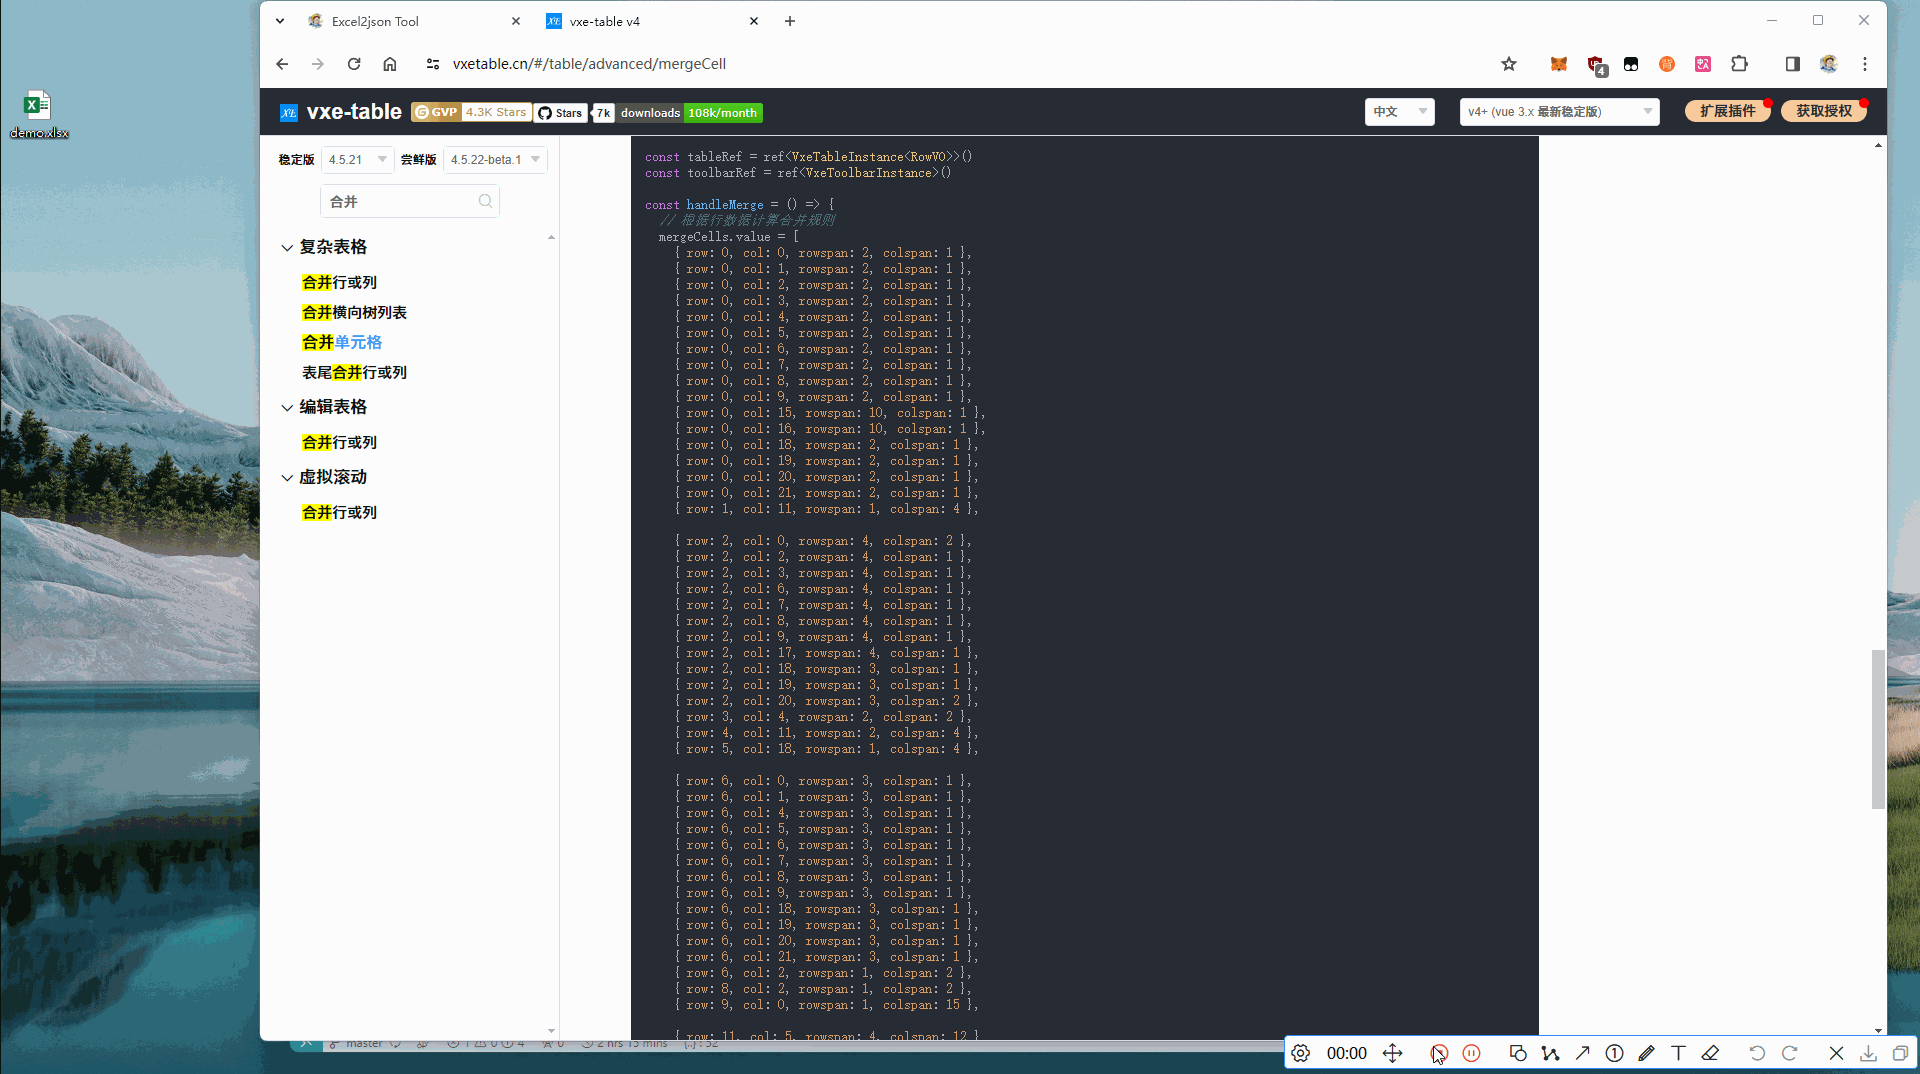 Excel2json Tool
vxe-table v4
vxetable.cn/#/table/advanced/mergeCell
4
demo.xlsx
vxe-table
GVP 4.3K Stars
Stars 7k
downloads 108k/month
中文
v4+ (vue 3.x 最新稳定版)
扩展插件
获取授权
稳定版 4.5.21 尝鲜版 4.5.22-beta.1
合并
复杂表格
合并行或列
合并横向树列表
合并单元格
表尾合并行或列
编辑表格
合并行或列
虚拟滚动
合并行或列
const tableRef = ref<VxeTableInstance<RowVO>>()
const toolbarRef = ref<VxeToolbarInstance>()
const handleMerge = () => {
// 根据行数据计算合并规则
mergeCells.value = [
{ row: 0, col: 0, rowspan: 2, colspan: 1 },
{ row: 0, col: 1, rowspan: 2, colspan: 1 },
{ row: 0, col: 2, rowspan: 2, colspan: 1 },
{ row: 0, col: 3, rowspan: 2, colspan: 1 },
{ row: 0, col: 4, rowspan: 2, colspan: 1 },
{ row: 0, col: 5, rowspan: 2, colspan: 1 },
{ row: 0, col: 6, rowspan: 2, colspan: 1 },
{ row: 0, col: 7, rowspan: 2, colspan: 1 },
{ row: 0, col: 8, rowspan: 2, colspan: 1 },
{ row: 0, col: 9, rowspan: 2, colspan: 1 },
{ row: 0, col: 15, rowspan: 10, colspan: 1 },
{ row: 0, col: 16, rowspan: 10, colspan: 1 },
{ row: 0, col: 18, rowspan: 2, colspan: 1 },
{ row: 0, col: 19, rowspan: 2, colspan: 1 },
{ row: 0, col: 20, rowspan: 2, colspan: 1 },
{ row: 0, col: 21, rowspan: 2, colspan: 1 },
{ row: 1, col: 11, rowspan: 1, colspan: 4 },
{ row: 2, col: 0, rowspan: 4, colspan: 2 },
{ row: 2, col: 2, rowspan: 4, colspan: 1 },
{ row: 2, col: 3, rowspan: 4, colspan: 1 },
{ row: 2, col: 6, rowspan: 4, colspan: 1 },
{ row: 2, col: 7, rowspan: 4, colspan: 1 },
{ row: 2, col: 8, rowspan: 4, colspan: 1 },
{ row: 2, col: 9, rowspan: 4, colspan: 1 },
{ row: 2, col: 17, rowspan: 4, colspan: 1 },
{ row: 2, col: 18, rowspan: 3, colspan: 1 },
{ row: 2, col: 19, rowspan: 3, colspan: 1 },
{ row: 2, col: 20, rowspan: 3, colspan: 2 },
{ row: 3, col: 4, rowspan: 2, colspan: 2 },
{ row: 4, col: 11, rowspan: 2, colspan: 4 },
{ row: 5, col: 18, rowspan: 1, colspan: 4 },
{ row: 6, col: 0, rowspan: 3, colspan: 1 },
{ row: 6, col: 1, rowspan: 3, colspan: 1 },
{ row: 6, col: 4, rowspan: 3, colspan: 1 },
{ row: 6, col: 5, rowspan: 3, colspan: 1 },
{ row: 6, col: 6, rowspan: 3, colspan: 1 },
{ row: 6, col: 7, rowspan: 3, colspan: 1 },
{ row: 6, col: 8, rowspan: 3, colspan: 1 },
{ row: 6, col: 9, rowspan: 3, colspan: 1 },
{ row: 6, col: 18, rowspan: 3, colspan: 1 },
{ row: 6, col: 19, rowspan: 3, colspan: 1 },
{ row: 6, col: 20, rowspan: 3, colspan: 1 },
{ row: 6, col: 21, rowspan: 3, colspan: 1 },
{ row: 6, col: 2, rowspan: 1, colspan: 2 },
{ row: 8, col: 2, rowspan: 1, colspan: 2 },
{ row: 9, col: 0, rowspan: 1, colspan: 15 },
{ row: 11, col: 5, rowspan: 4, colspan: 12 }
master 2 hrs 15 mins
00:00